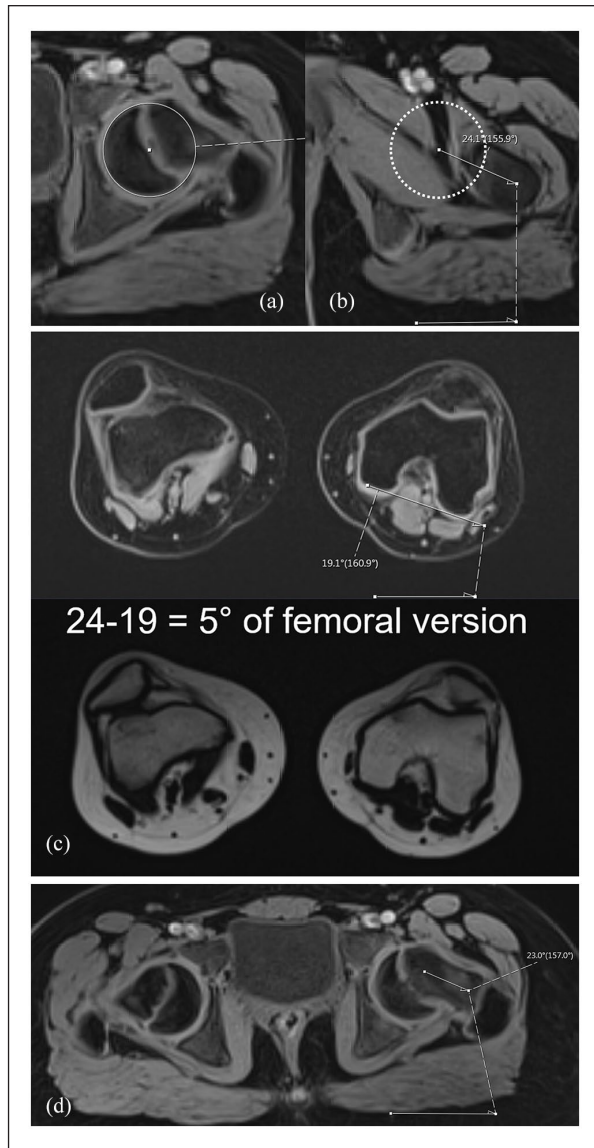 24.1°(155.9°)
(a)
(b)
19.1°(160.9°)
24-19 = 5° of femoral version
(c)
23.0°(157.0°)
(d)